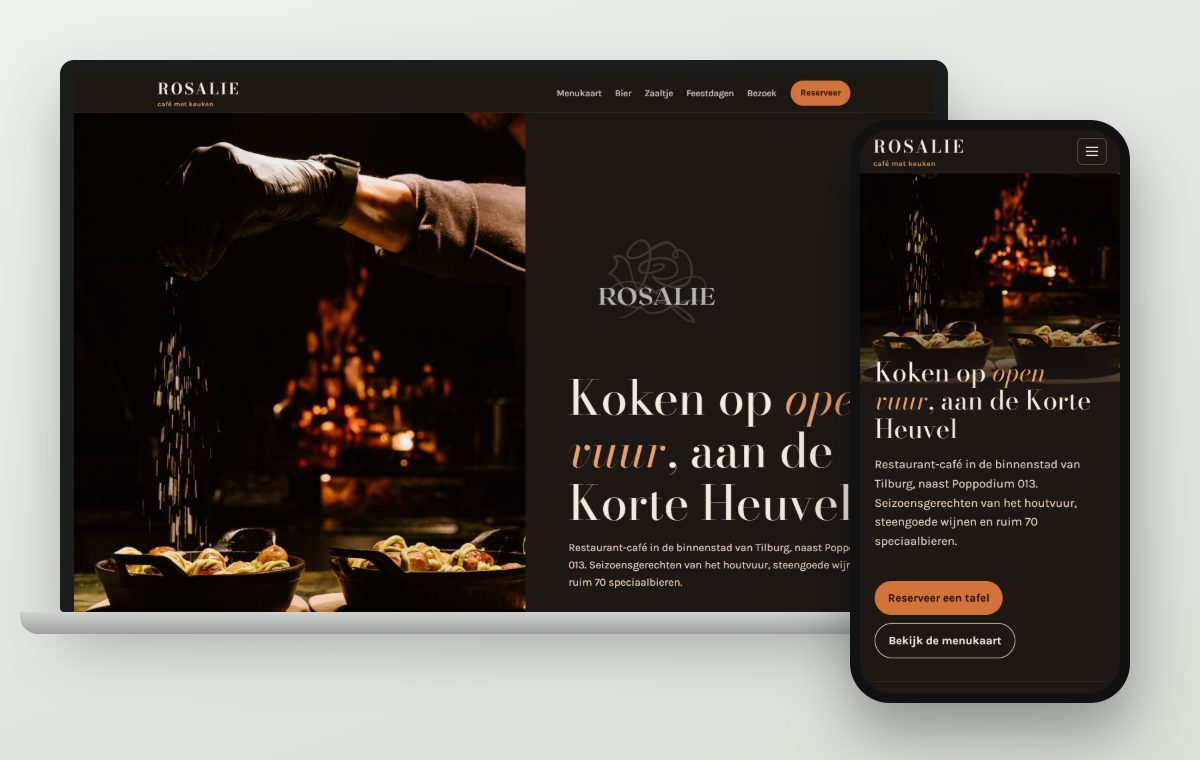 ROSALIE
café met keuken
Menukaart Bier Zaaltje Feestdagen Bezoek Reserveer
ROSALIE
Koken op ope
vuur, aan de
Korte Heuvel
Restaurant-café in de binnenstad van Tilburg, naast Popp
013. Seizoensgerechten van het houtvuur, steengoede wijn
ruim 70 speciaalbieren.
ROSALIE
café met keuken
Koken op open
vuur, aan de Korte
Heuvel
Restaurant-café in de binnenstad van
Tilburg, naast Poppodium 013.
Seizoensgerechten van het houtvuur,
steengoede wijnen en ruim 70
speciaalbieren.
Reserveer een tafel
Bekijk de menukaart